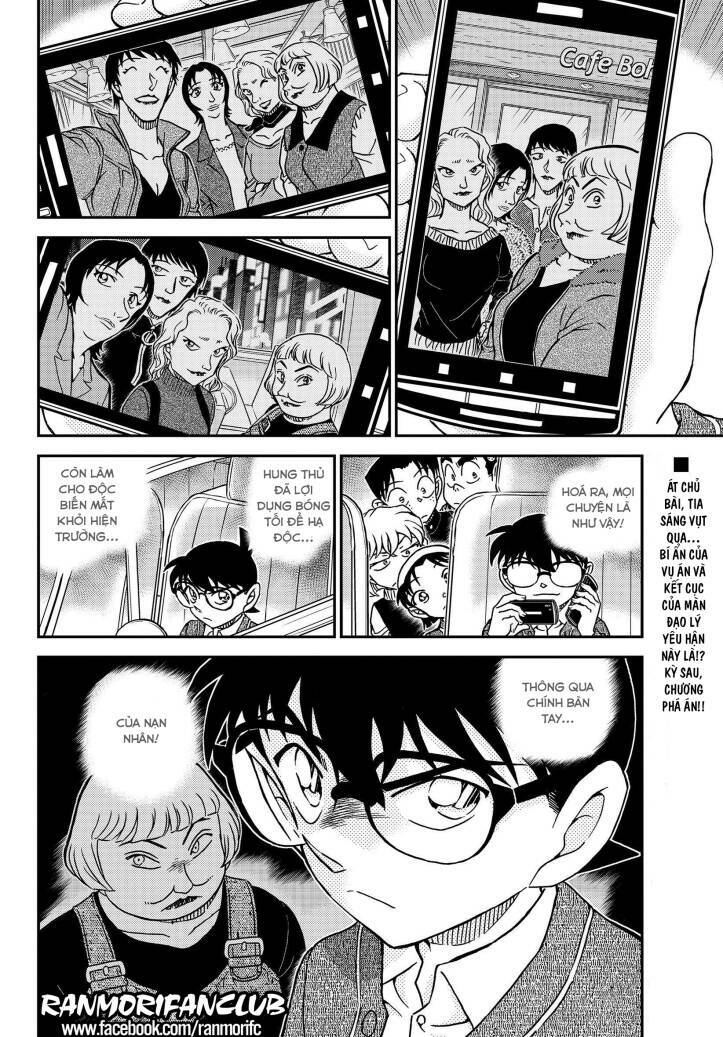 Cafe Boh
HOÁ RA, MỌI
CHUYỆN LÀ
NHƯ VẬY!
HUNG THỦ
ĐÃ LỢI
DỤNG BÓNG
TỐI ĐỂ HẠ
ĐỘC...
CÒN LÀM
CHO ĐỘC
BIẾN MẤT
KHỎI HIỆN
TRƯỜNG...
THÔNG QUA
CHÍNH BÀN
TAY...
CỦA NẠN
NHÂN!
ÁT CHỦ
BÀI, TIA
SÁNG VỤT
QUA...
BÍ ẨN CỦA
VỤ ÁN VÀ
KẾT CỤC
CỦA MÀN
ĐẠO LÝ
YÊU HẬN
NÀY LÀ!?
KỲ SAU,
CHƯƠNG
PHÁ ÁN!!
RANMORIFANCLUB
www.facebook.com/ranmorifc